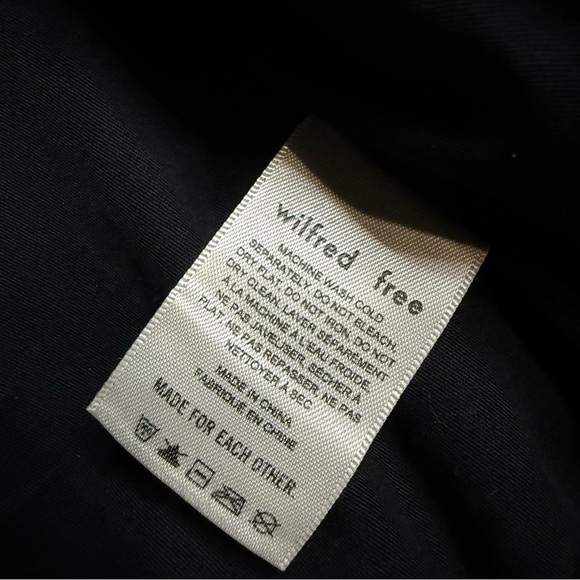 wilfred free
MACHINE WASH COLD
SEPARATELY, DO NOT BLEACH,
DRY FLAT, DO NOT IRON, DO NOT
DRY CLEAN, LAVER SÉPARÉMENT
À LA MACHINE À L'EAU FROIDE,
NE PAS JAVELISER, SÉCHER À
PLAT, NE PAS REPASSER, NE PAS
NETTOYER À SEC
MADE IN CHINA
FABRIQUÉ EN CHINE
MADE FOR EACH OTHER.